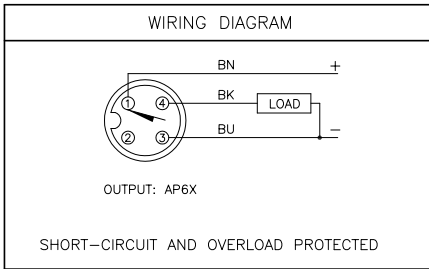 WIRING DIAGRAM
BN +
1 4 BK LOAD
2 3 BU −
OUTPUT: AP6X
SHORT−CIRCUIT AND OVERLOAD PROTECTED